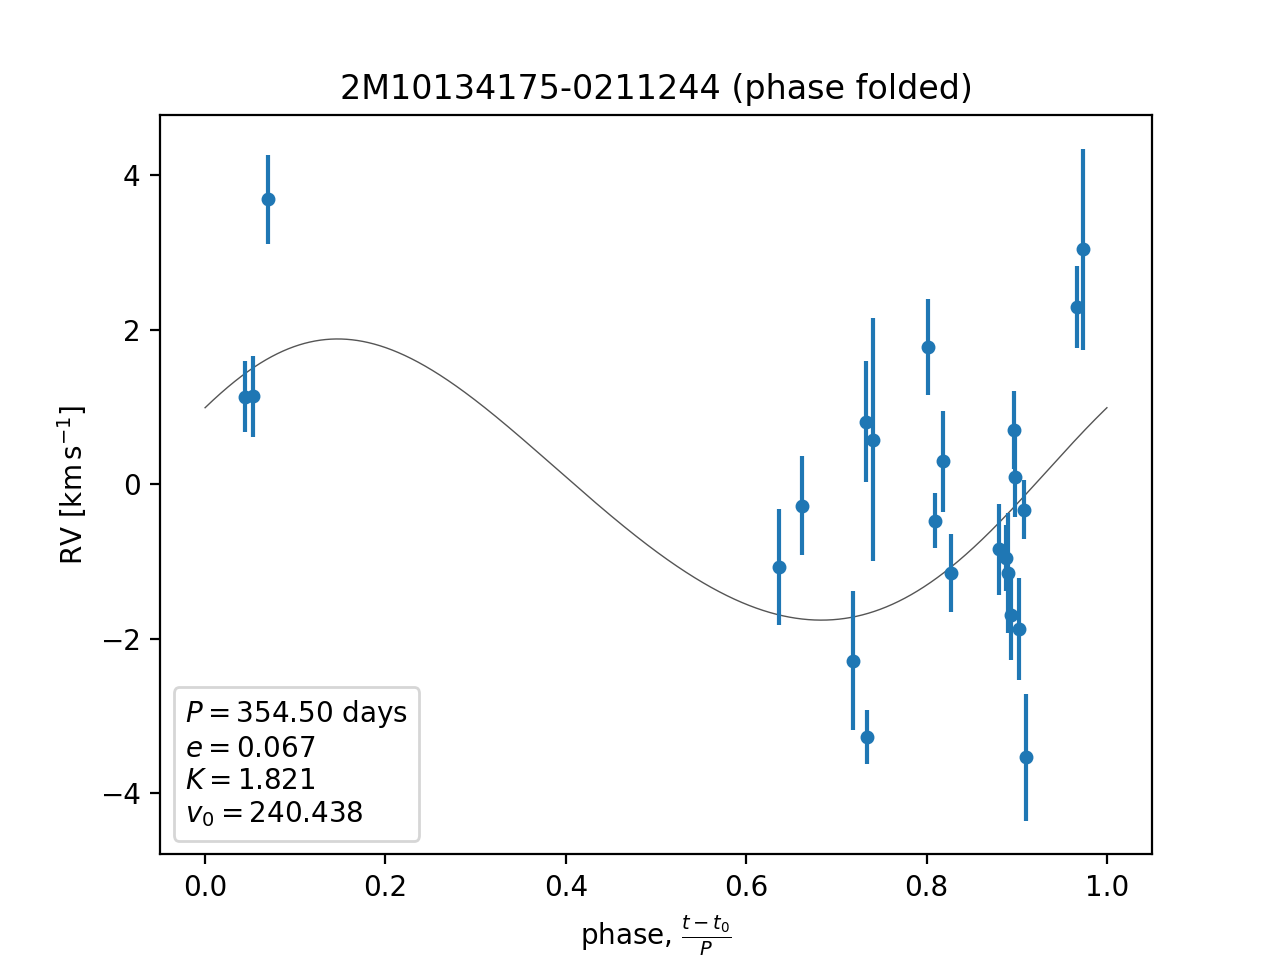 2M10134175-0211244 (phase folded)
4
2
0
−2
−4
RV [km s⁻¹]
P = 354.50 days
e = 0.067
K = 1.821
v₀ = 240.438
0.0 0.2 0.4 0.6 0.8 1.0
phase, (t − t₀)/P